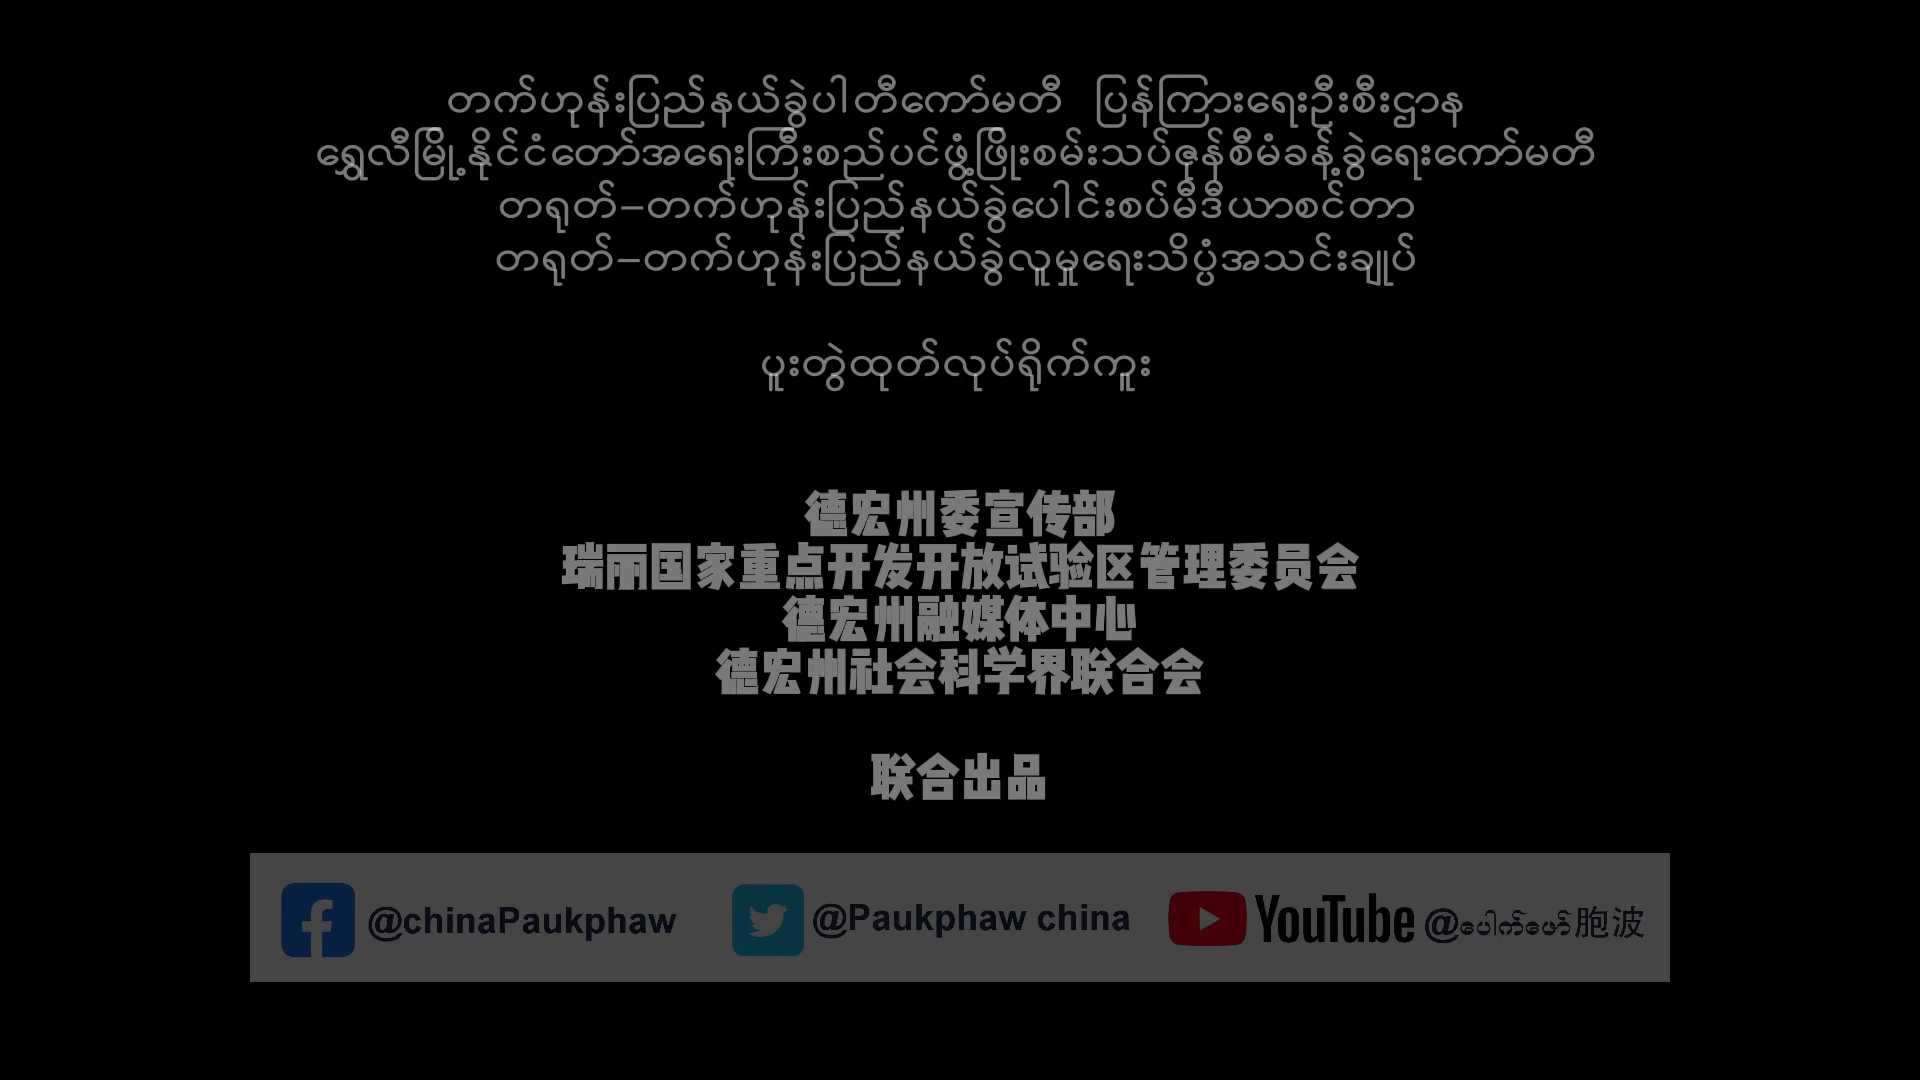 တက်ဟုန်းပြည်နယ်ခွဲပါတီကော်မတီ ပြန်ကြားရေးဦးစီးဌာန
ရွှေလီမြို့နိုင်ငံတော်အရေးကြီးစည်ပင်ဖွံ့ဖြိုးစမ်းသပ်ဇုန်စီမံခန့်ခွဲရေးကော်မတီ
တရုတ်–တက်ဟုန်းပြည်နယ်ခွဲပေါင်းစပ်မီဒီယာစင်တာ
တရုတ်–တက်ဟုန်းပြည်နယ်ခွဲလူမှုရေးသိပ္ပံအသင်းချုပ်
ပူးတွဲထုတ်လုပ်ရိုက်ကူး
德宏州委宣传部
瑞丽国家重点开发开放试验区管理委员会
德宏州融媒体中心
德宏州社会科学界联合会
联合出品
@chinaPaukphaw @Paukphaw china YouTube @ပေါက်ဖော်胞波